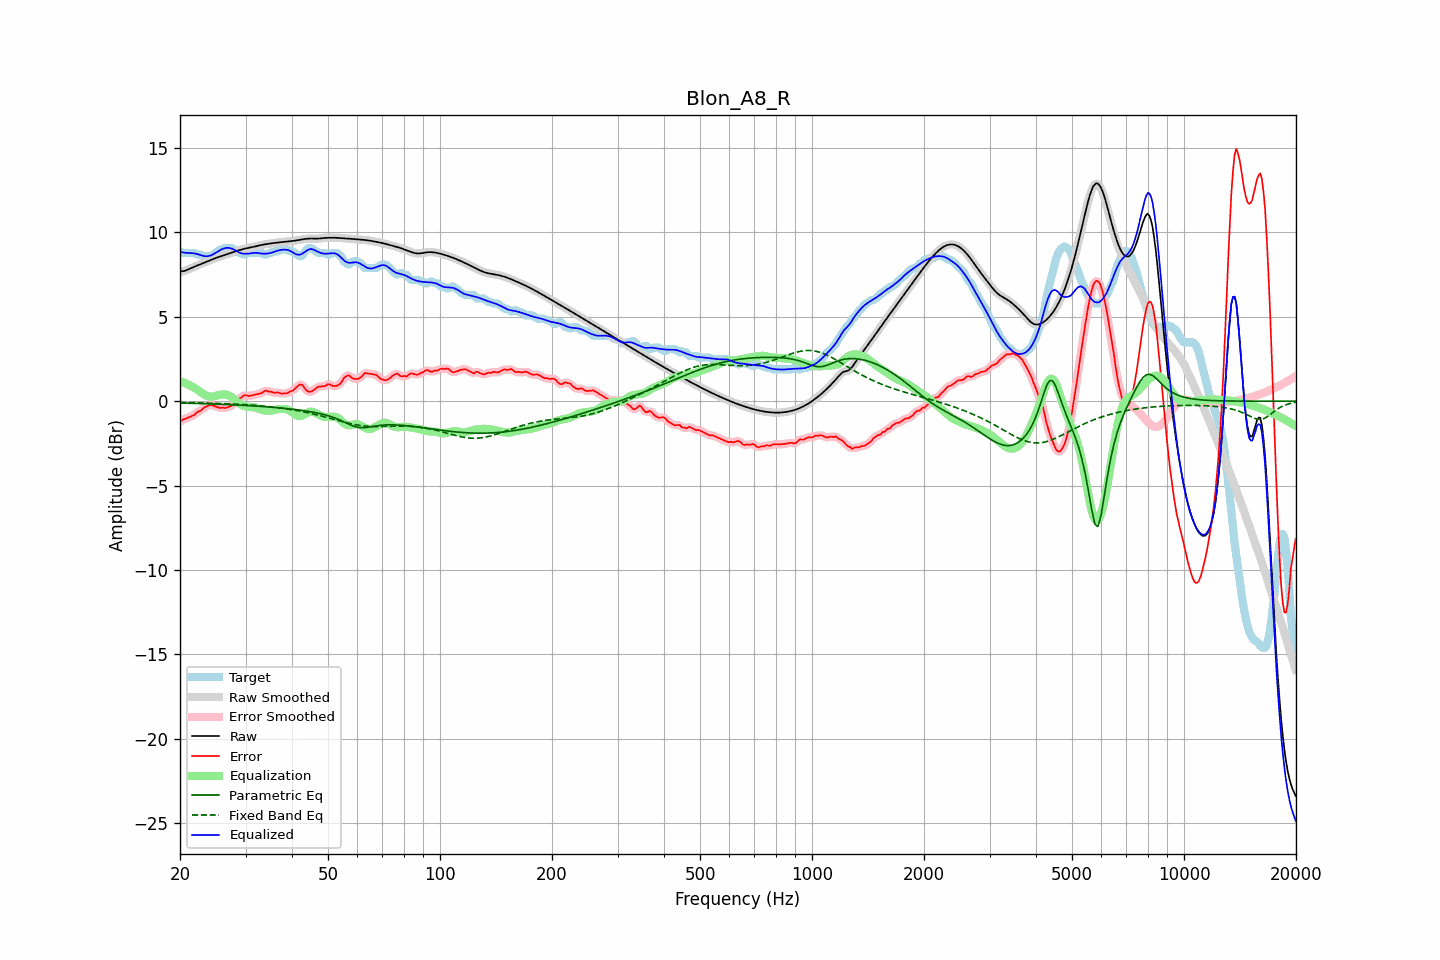 Blon_A8_R
15
10
5
0
−5
−10
−15
−20
−25
Amplitude (dBr)
Target
Raw Smoothed
Error Smoothed
Raw
Error
Equalization
Parametric Eq
Fixed Band Eq
Equalized
20 50 100 200 500 1000 2000 5000 10000 20000
Frequency (Hz)